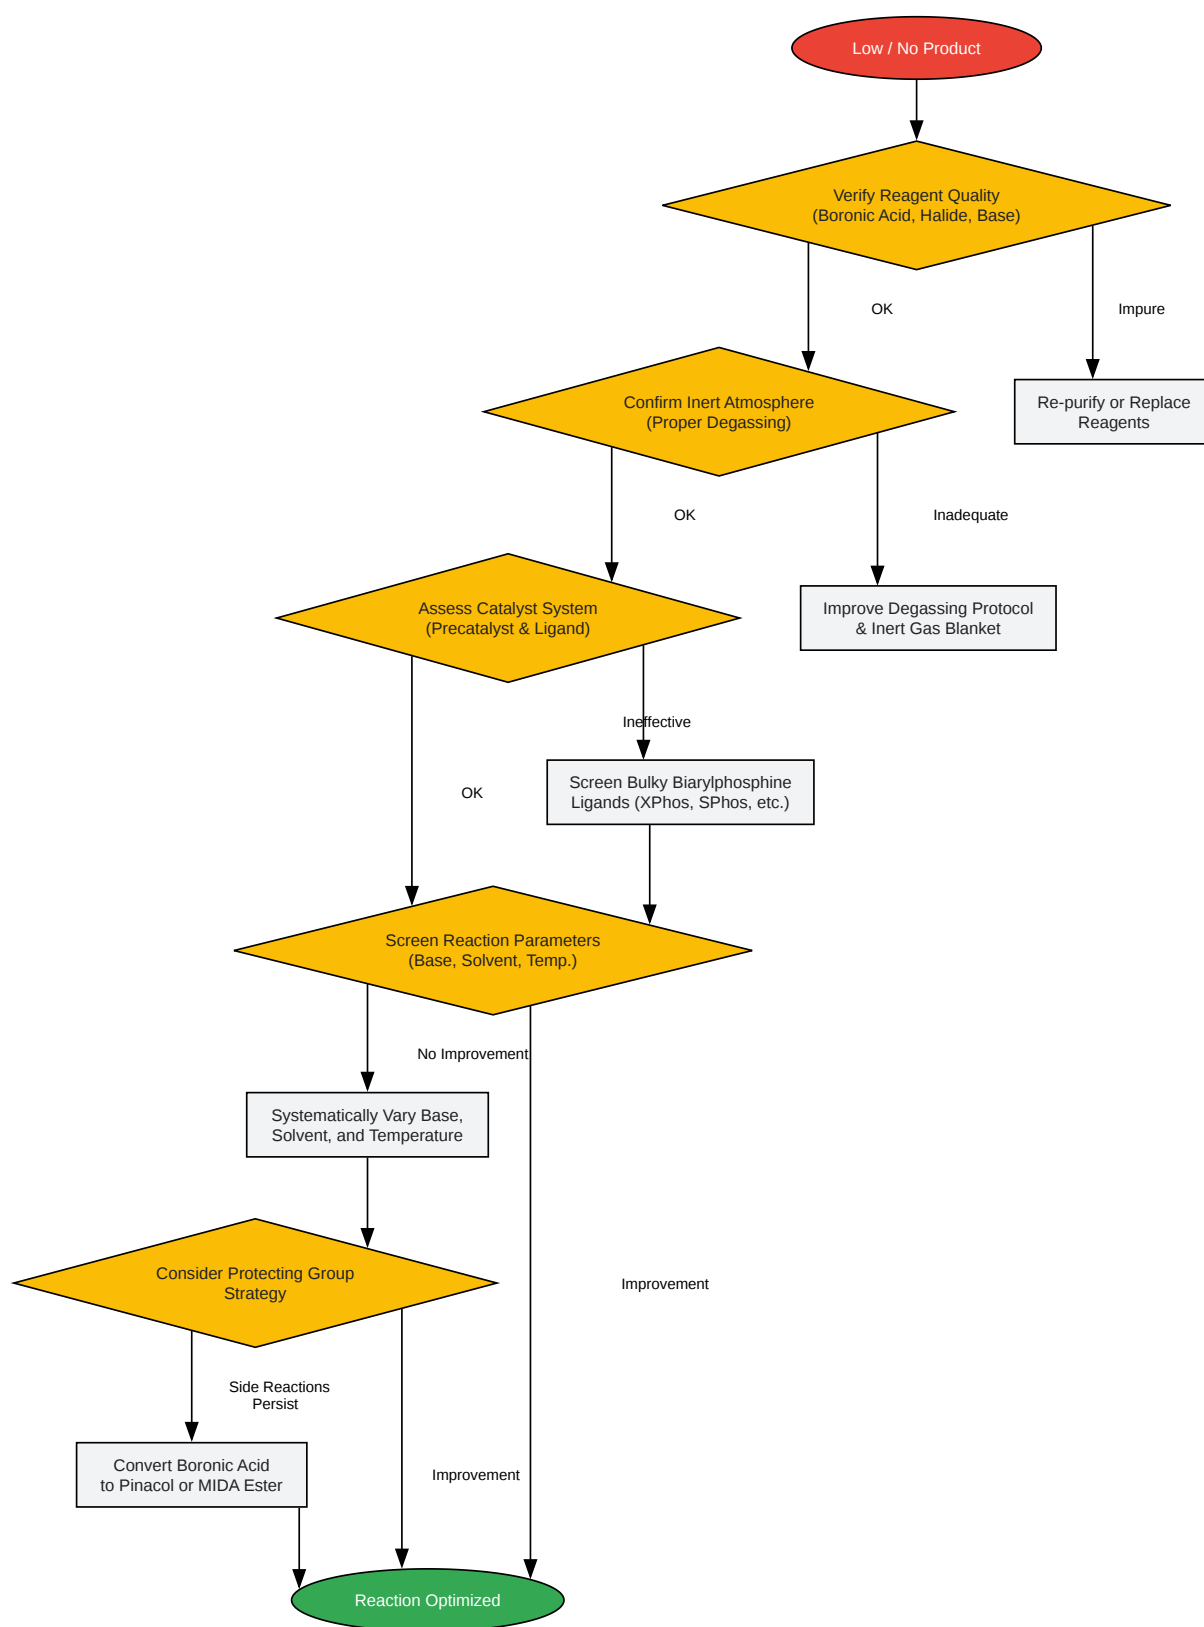 Low / No Product
Verify Reagent Quality
(Boronic Acid, Halide, Base)
OK
Impure
Confirm Inert Atmosphere
(Proper Degassing)
Re-purify or Replace
Reagents
OK
Inadequate
Assess Catalyst System
(Precatalyst & Ligand)
Improve Degassing Protocol
& Inert Gas Blanket
Ineffective
OK
Screen Bulky Biarylphosphine
Ligands (XPhos, SPhos, etc.)
Screen Reaction Parameters
(Base, Solvent, Temp.)
No Improvement
Systematically Vary Base,
Solvent, and Temperature
Consider Protecting Group
Strategy
Improvement
Side Reactions
Persist
Convert Boronic Acid
to Pinacol or MIDA Ester
Improvement
Reaction Optimized